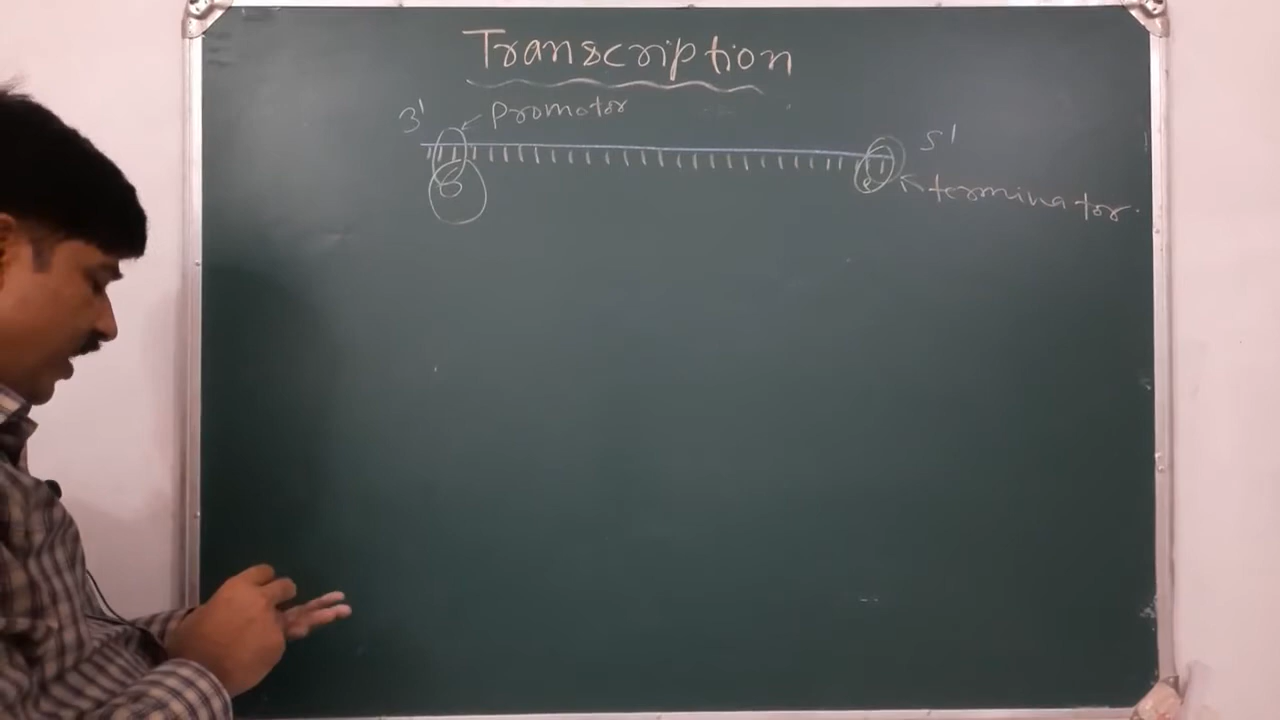 Transcription
3' promotor
5'
terminator.